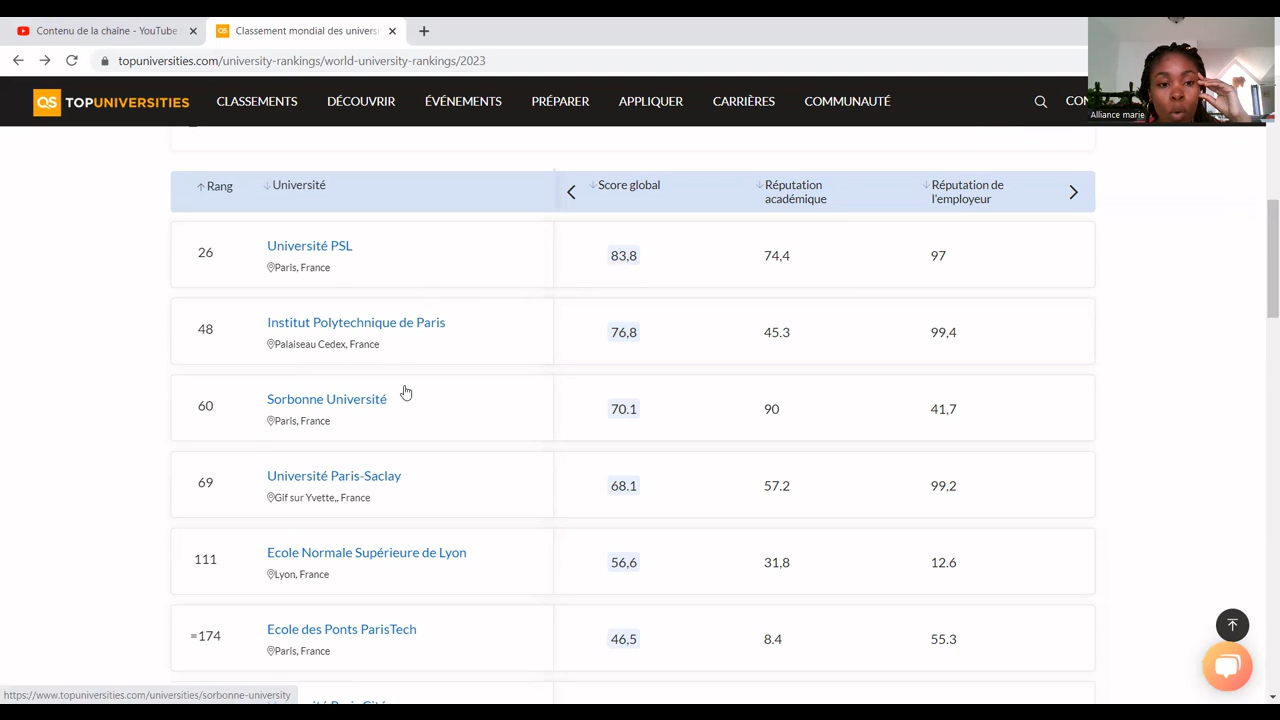 Contenu de la chaîne - YouTube
Classement mondial des univers
topuniversities.com/university-rankings/world-university-rankings/2023
Alliance marie
QS TOPUNIVERSITIES
CLASSEMENTS
DÉCOUVRIR
ÉVÉNEMENTS
PRÉPARER
APPLIQUER
CARRIÈRES
COMMUNAUTÉ
CON
Rang
Université
Score global
Réputation
académique
Réputation de
l'employeur
26
Université PSL
Paris, France
83,8
74,4
97
48
Institut Polytechnique de Paris
Palaiseau Cedex, France
76,8
45.3
99,4
60
Sorbonne Université
Paris, France
70.1
90
41,7
69
Université Paris-Saclay
Gif sur Yvette,, France
68.1
57.2
99,2
111
Ecole Normale Supérieure de Lyon
Lyon, France
56,6
31,8
12.6
=174
Ecole des Ponts ParisTech
Paris, France
46,5
8.4
55.3
https://www.topuniversities.com/universities/sorbonne-university